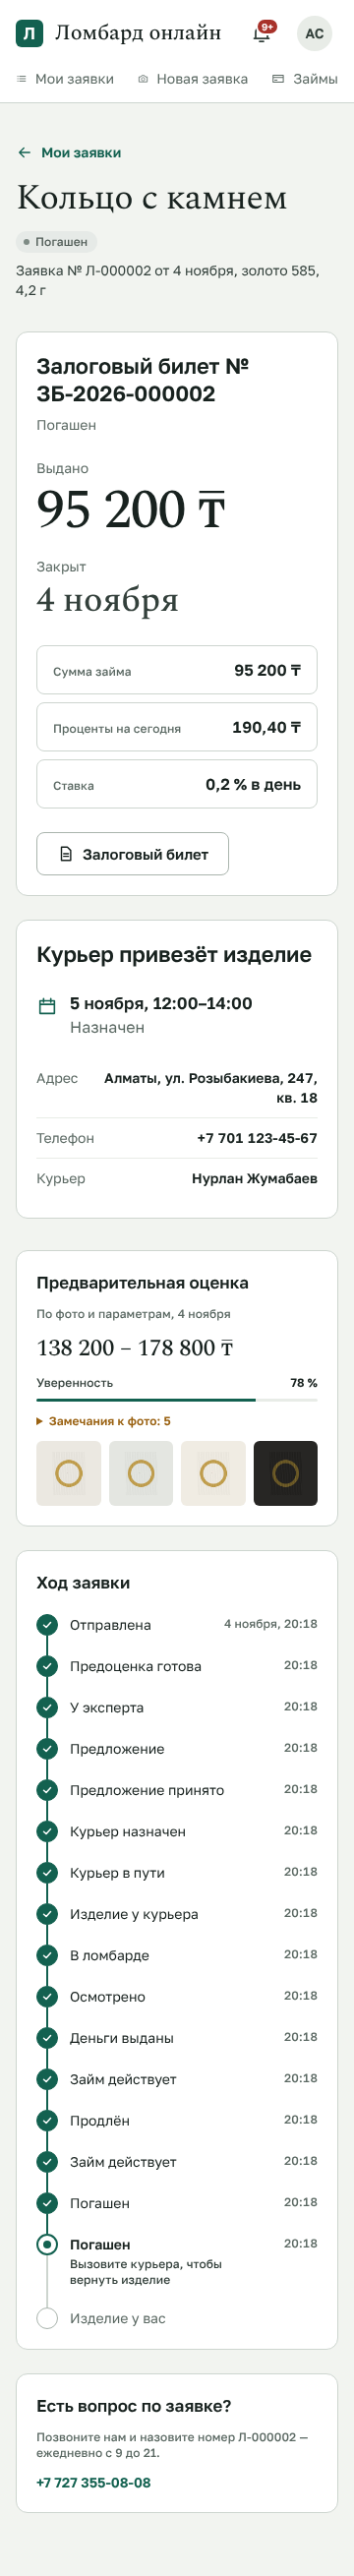 Л Ломбард онлайн 9+ АС
Мои заявки Новая заявка Займы
← Мои заявки
Кольцо с камнем
Погашен
Заявка № Л-000002 от 4 ноября, золото 585,
4,2 г
Залоговый билет №
ЗБ-2026-000002
Погашен
Выдано
95 200 ₸
Закрыт
4 ноября
Сумма займа 95 200 ₸
Проценты на сегодня 190,40 ₸
Ставка 0,2 % в день
Залоговый билет
Курьер привезёт изделие
5 ноября, 12:00–14:00
Назначен
Адрес Алматы, ул. Розыбакиева, 247,
кв. 18
Телефон +7 701 123-45-67
Курьер Нурлан Жумабаев
Предварительная оценка
По фото и параметрам, 4 ноября
138 200 – 178 800 ₸
Уверенность 78 %
Замечания к фото: 5
Ход заявки
Отправлена 4 ноября, 20:18
Предоценка готова 20:18
У эксперта 20:18
Предложение 20:18
Предложение принято 20:18
Курьер назначен 20:18
Курьер в пути 20:18
Изделие у курьера 20:18
В ломбарде 20:18
Осмотрено 20:18
Деньги выданы 20:18
Займ действует 20:18
Продлён 20:18
Займ действует 20:18
Погашен 20:18
Погашен 20:18
Вызовите курьера, чтобы
вернуть изделие
Изделие у вас
Есть вопрос по заявке?
Позвоните нам и назовите номер Л-000002 —
ежедневно с 9 до 21.
+7 727 355-08-08